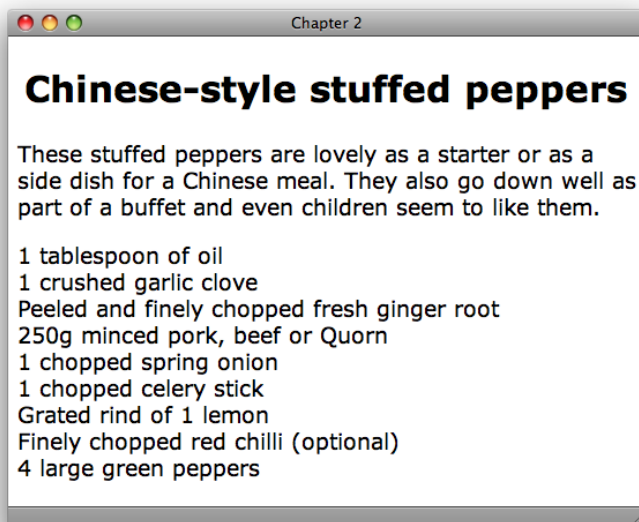 Chapter 2
Chinese-style stuffed peppers
These stuffed peppers are lovely as a starter or as a
side dish for a Chinese meal. They also go down well as
part of a buffet and even children seem to like them.
1 tablespoon of oil
1 crushed garlic clove
Peeled and finely chopped fresh ginger root
250g minced pork, beef or Quorn
1 chopped spring onion
1 chopped celery stick
Grated rind of 1 lemon
Finely chopped red chilli (optional)
4 large green peppers